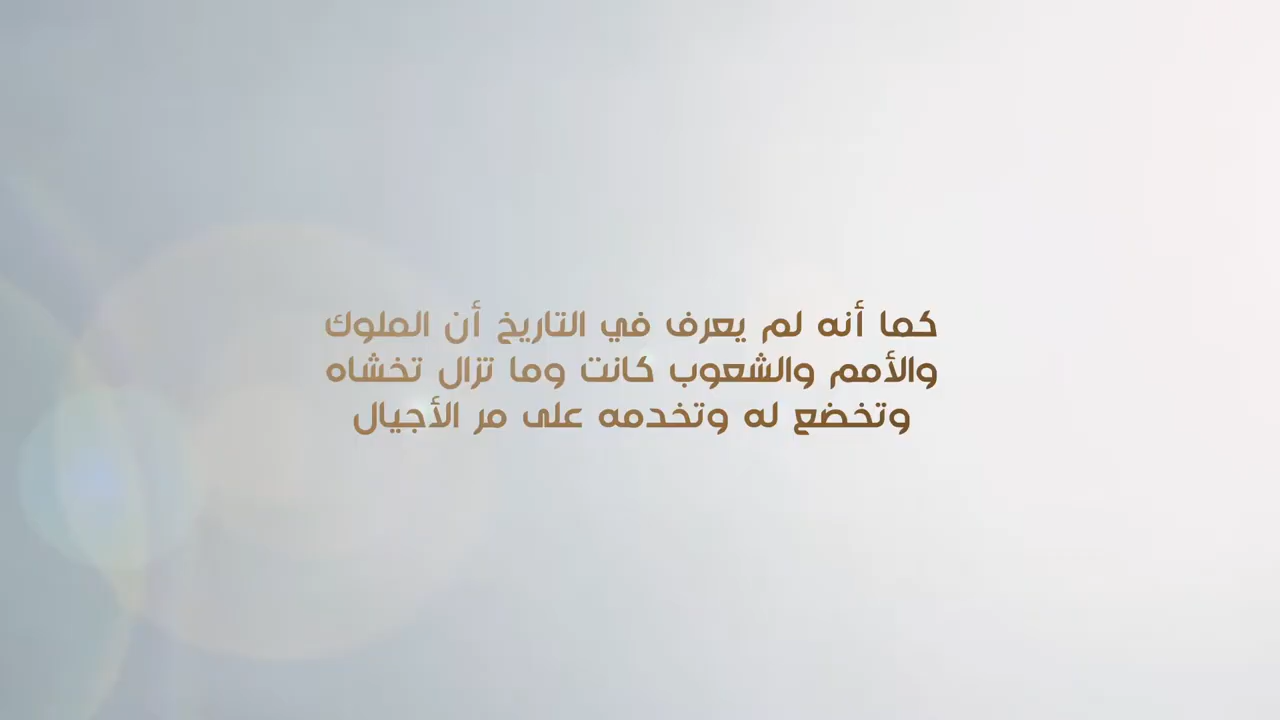 كما أنه لم يعرف في التاريخ أن الملوك
والأمم والشعوب كانت وما تزال تخشاه
وتخضع له وتخدمه على مر الأجيال